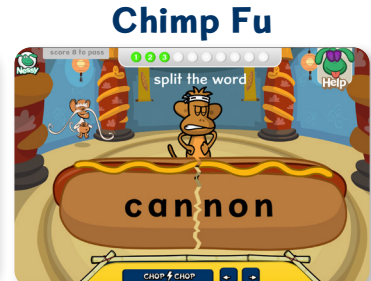 Chimp Fu
score 8 to pass
1 2 3
Nessy
Help
split the word
cannon
CHOP CHOP